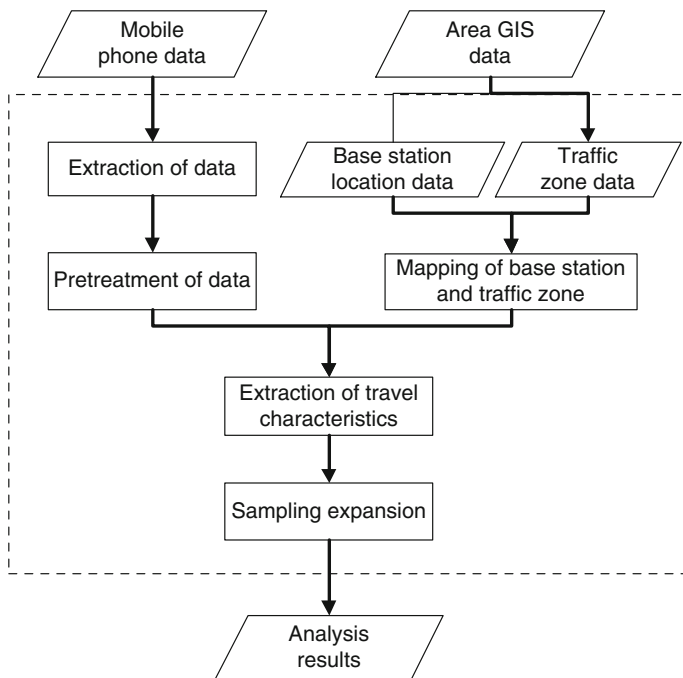 Mobile
phone data
Area GIS
data
Extraction of data
Base station
location data
Traffic
zone data
Pretreatment of data
Mapping of base station
and traffic zone
Extraction of travel
characteristics
Sampling expansion
Analysis
results